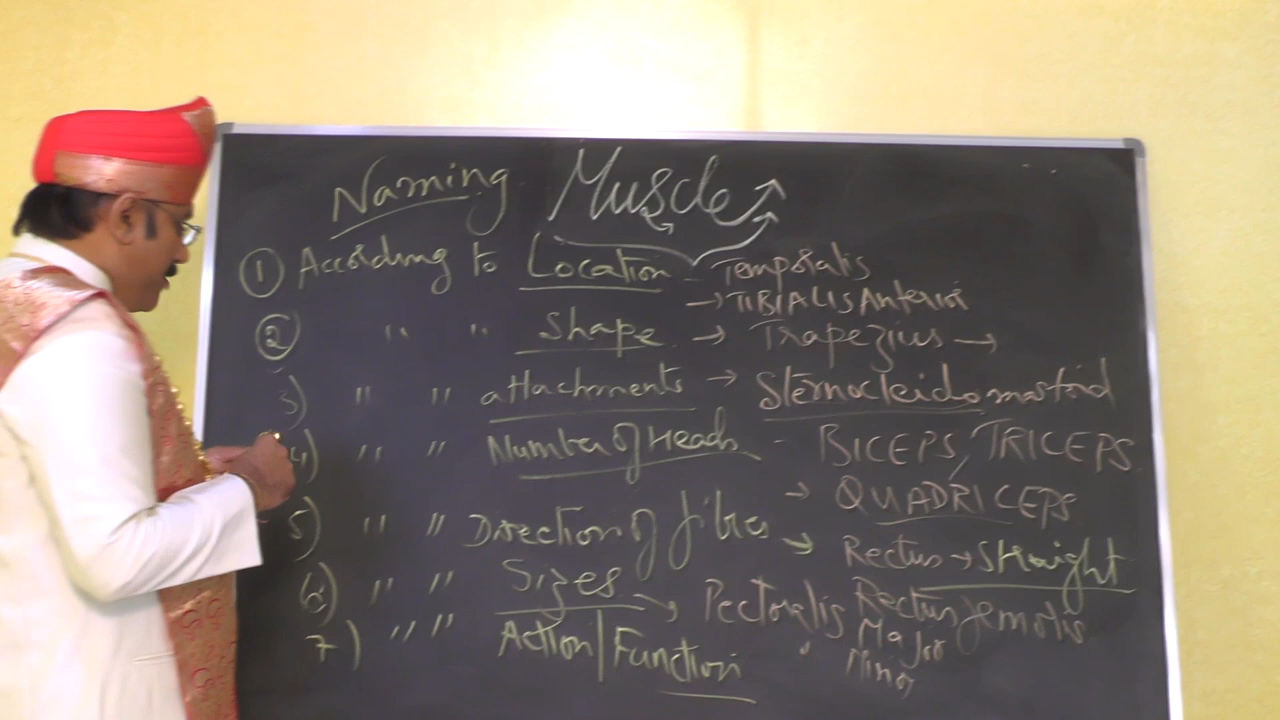 Naming Muscle
① According to Location - Temporalis
→ TIBIALIS Anterior
② " " Shape → Trapezius →
3) " " attachments → Sternocleidomastoid
4) " " Number of Heads - BICEPS, TRICEPS
→ QUADRICEPS
5) " " Direction of fibres → Rectus → Straight
Rectus femoris
6) " " Sizes → Pectoralis Major
" Minor
7) " " Action/Function